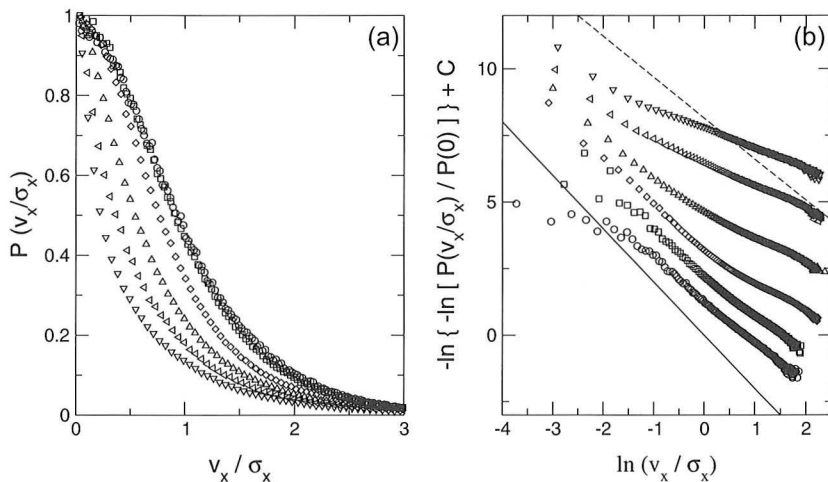 (a)
P (v_x/σ_x)
1
0.8
0.6
0.4
0.2
0
0 1 2 3
v_x / σ_x
(b)
-ln { -ln [ P(v_x/σ_x) / P(0) ] } + C
10
5
0
-4 -3 -2 -1 0 1 2
ln (v_x / σ_x)